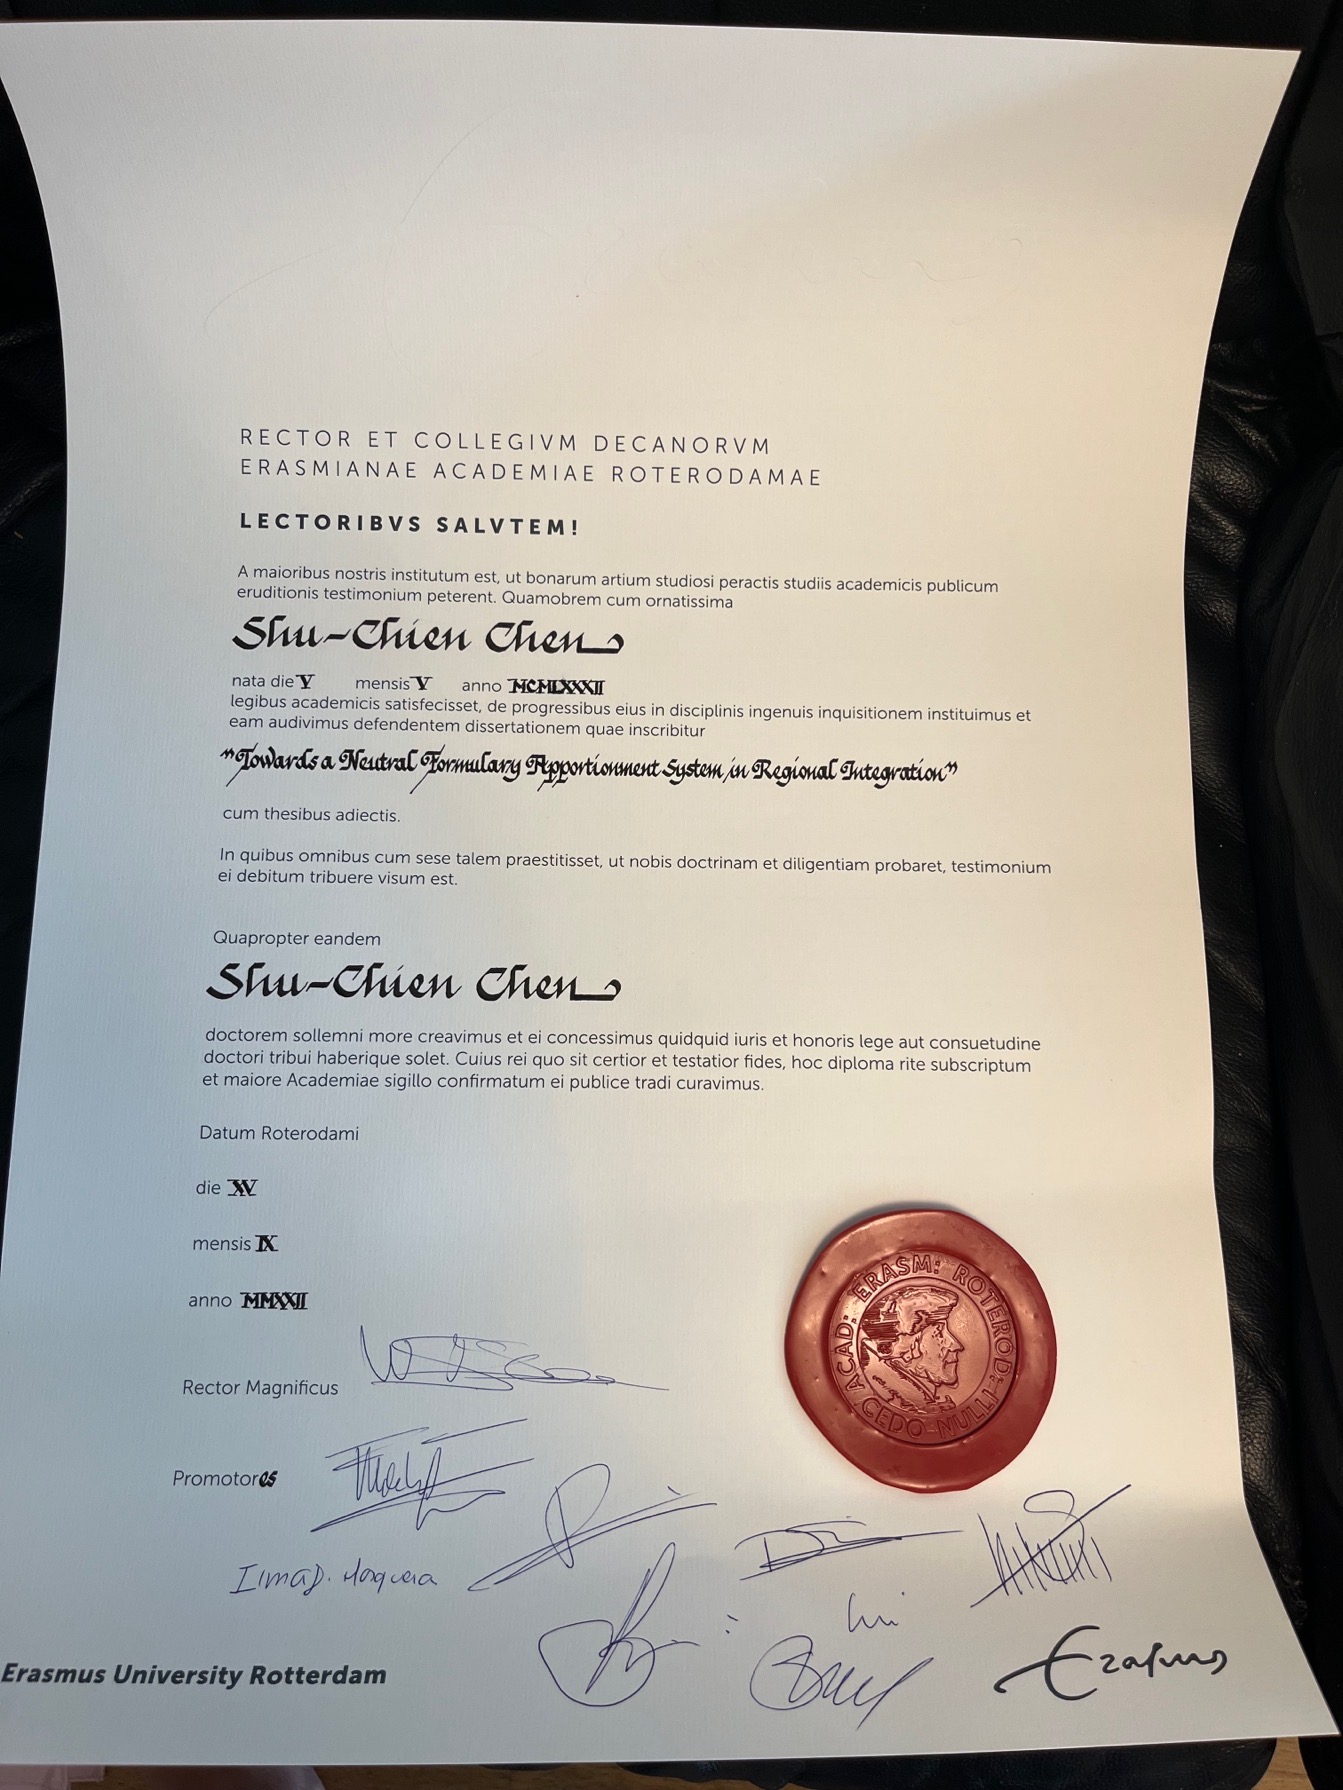 RECTOR ET COLLEGIVM DECANORVM
ERASMIANAE ACADEMIAE ROTERODAMAE
LECTORIBVS SALVTEM!
A maioribus nostris institutum est, ut bonarum artium studiosi peractis studiis academicis publicum
eruditionis testimonium peterent. Quamobrem cum ornatissima
Shu-Chien Chen
nata die V mensis V anno MCMLXXXII
legibus academicis satisfecisset, de progressibus eius in disciplinis ingenuis inquisitionem instituimus et
eam audivimus defendentem dissertationem quae inscribitur
"Towards a Neutral Formulary Apportionment System in Regional Integration"
cum thesibus adiectis.
In quibus omnibus cum sese talem praestitisset, ut nobis doctrinam et diligentiam probaret, testimonium
ei debitum tribuere visum est.
Quapropter eandem
Shu-Chien Chen
doctorem sollemni more creavimus et ei concessimus quidquid iuris et honoris lege aut consuetudine
doctori tribui haberique solet. Cuius rei quo sit certior et testatior fides, hoc diploma rite subscriptum
et maiore Academiae sigillo confirmatum ei publice tradi curavimus.
Datum Roterodami
die XV
mensis IX
anno MMXXII
ACAD: ERASM: ROTEROD:
CEDO NULLI
Rector Magnificus
Promotores
Irma J. Mosquera
Erasmus University Rotterdam
Erasmus